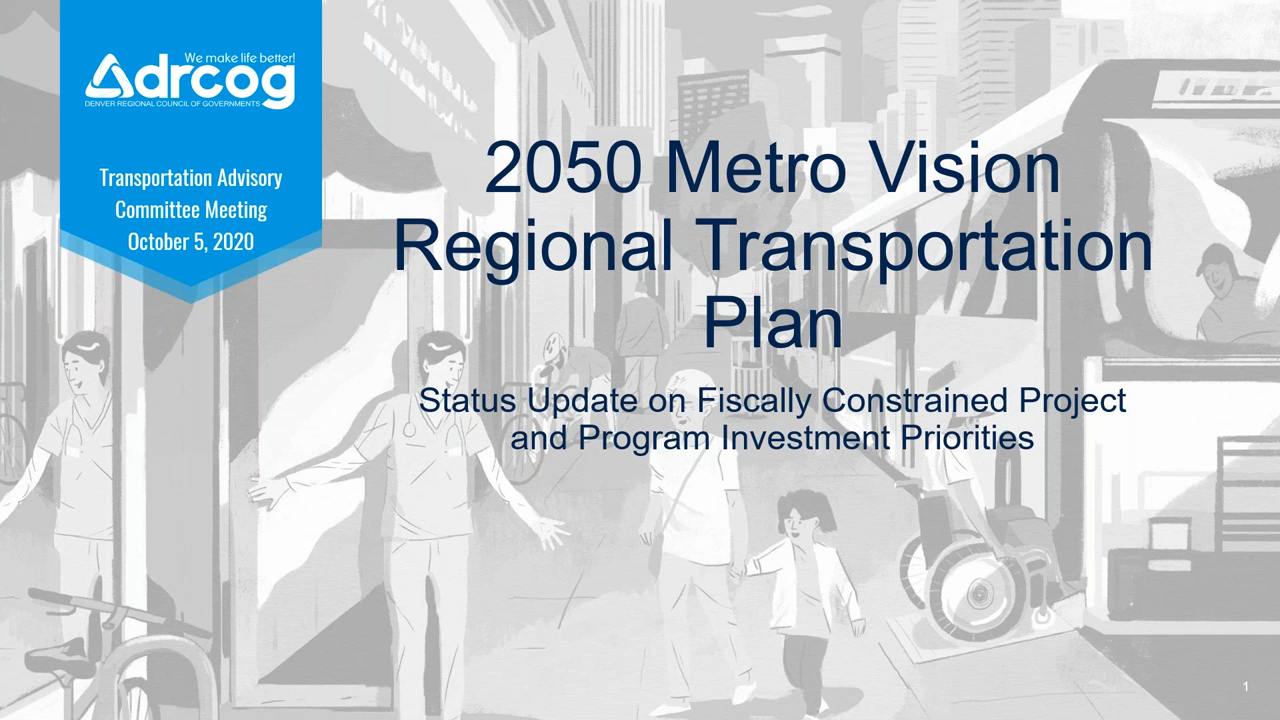 We make life better!
drcog
DENVER REGIONAL COUNCIL OF GOVERNMENTS
Transportation Advisory
Committee Meeting
October 5, 2020
2050 Metro Vision
Regional Transportation
Plan
Status Update on Fiscally Constrained Project
and Program Investment Priorities
1